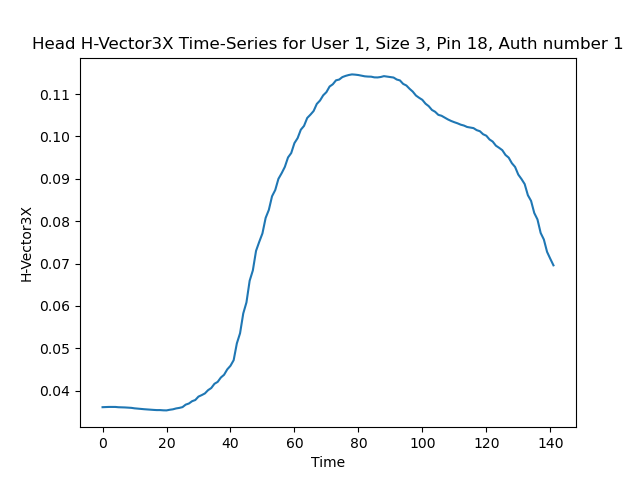 Head H-Vector3X Time-Series for User 1, Size 3, Pin 18, Auth number 1
0.11
0.10
0.09
0.08
0.07
0.06
0.05
0.04
H-Vector3X
0 20 40 60 80 100 120 140
Time